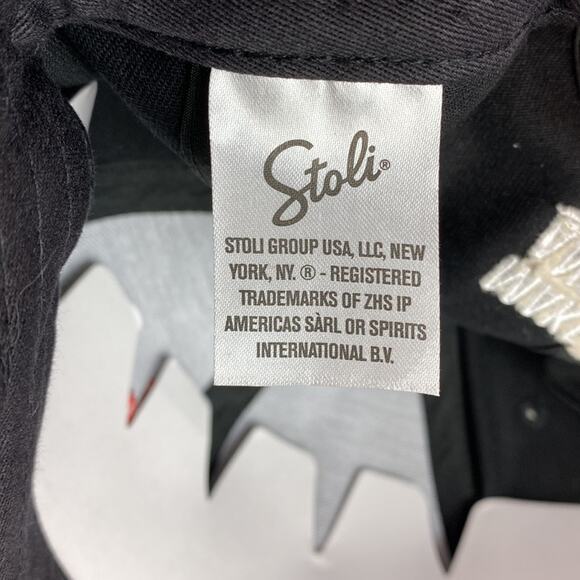 Stoli®
STOLI GROUP USA, LLC, NEW
YORK, NY. ® - REGISTERED
TRADEMARKS OF ZHS IP
AMERICAS SÀRL OR SPIRITS
INTERNATIONAL B.V.